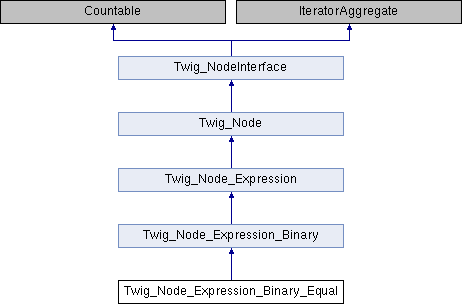 Countable
IteratorAggregate
Twig_NodeInterface
Twig_Node
Twig_Node_Expression
Twig_Node_Expression_Binary
Twig_Node_Expression_Binary_Equal